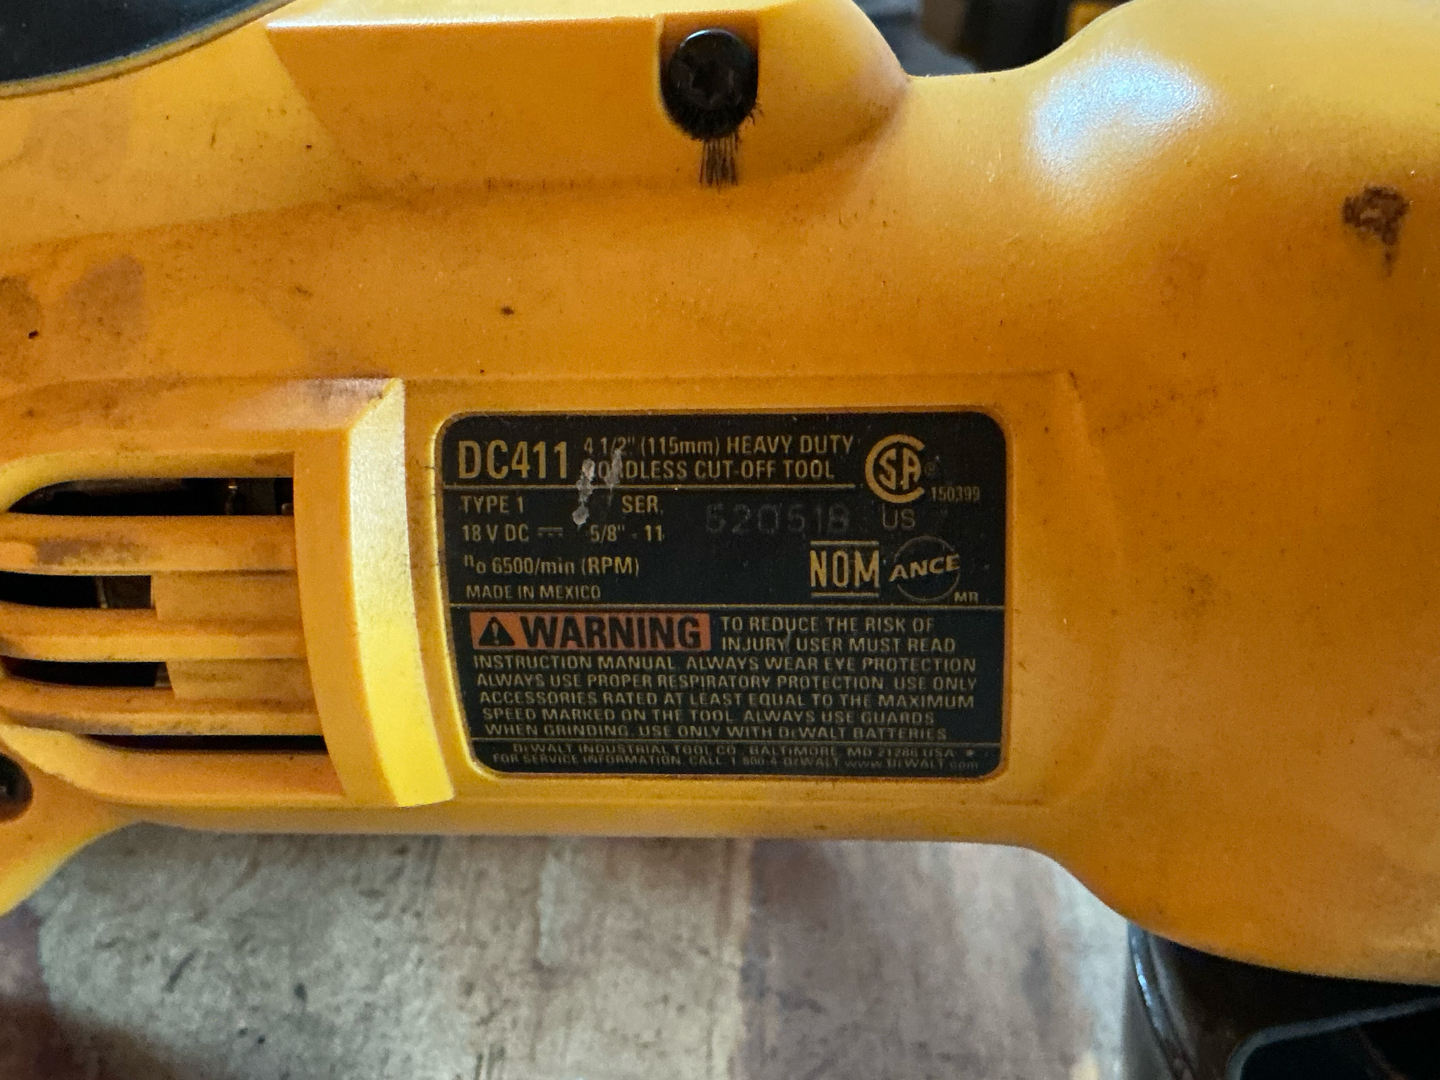 DC411 4 1/2" (115mm) HEAVY DUTY
CORDLESS CUT-OFF TOOL
SA ®
150399
US
TYPE 1 SER.
520518
18 V DC 5/8" - 11
no 6500/min (RPM)
MADE IN MEXICO
NOM ANCE
MR
WARNING TO REDUCE THE RISK OF
INJURY, USER MUST READ
INSTRUCTION MANUAL. ALWAYS WEAR EYE PROTECTION
ALWAYS USE PROPER RESPIRATORY PROTECTION. USE ONLY
ACCESSORIES RATED AT LEAST EQUAL TO THE MAXIMUM
SPEED MARKED ON THE TOOL. ALWAYS USE GUARDS
WHEN GRINDING. USE ONLY WITH DEWALT BATTERIES
DEWALT INDUSTRIAL TOOL CO. BALTIMORE, MD 21286 USA *
FOR SERVICE INFORMATION, CALL 1 800-4-DEWALT www.DEWALT.com